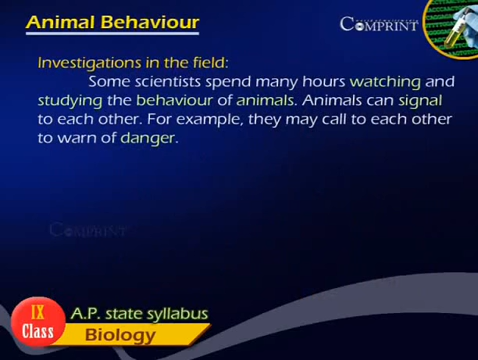 Animal Behaviour
COMPRINT
Investigations in the field:
Some scientists spend many hours watching and
studying the behaviour of animals. Animals can signal
to each other. For example, they may call to each other
to warn of danger.
COMPRINT
IX
Class
A.P. state syllabus
Biology